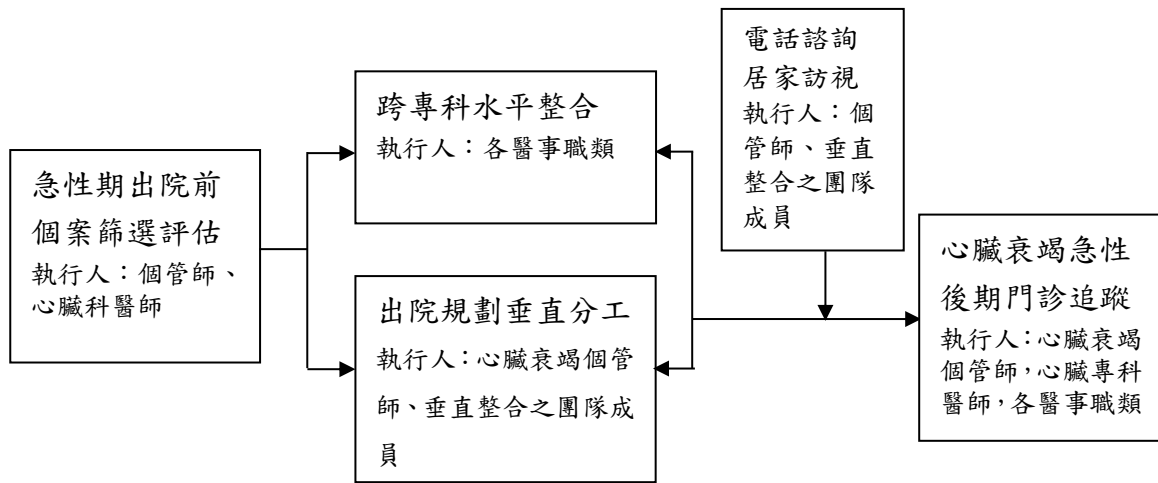 急性期出院前
個案篩選評估
執行人：個管師、
心臟科醫師
跨專科水平整合
執行人：各醫事職類
出院規劃垂直分工
執行人：心臟衰竭個管
師、垂直整合之團隊成
員
電話諮詢
居家訪視
執行人：個
管師、垂直
整合之團隊
成員
心臟衰竭急性
後期門診追蹤
執行人：心臟衰竭
個管師，心臟專科
醫師，各醫事職類